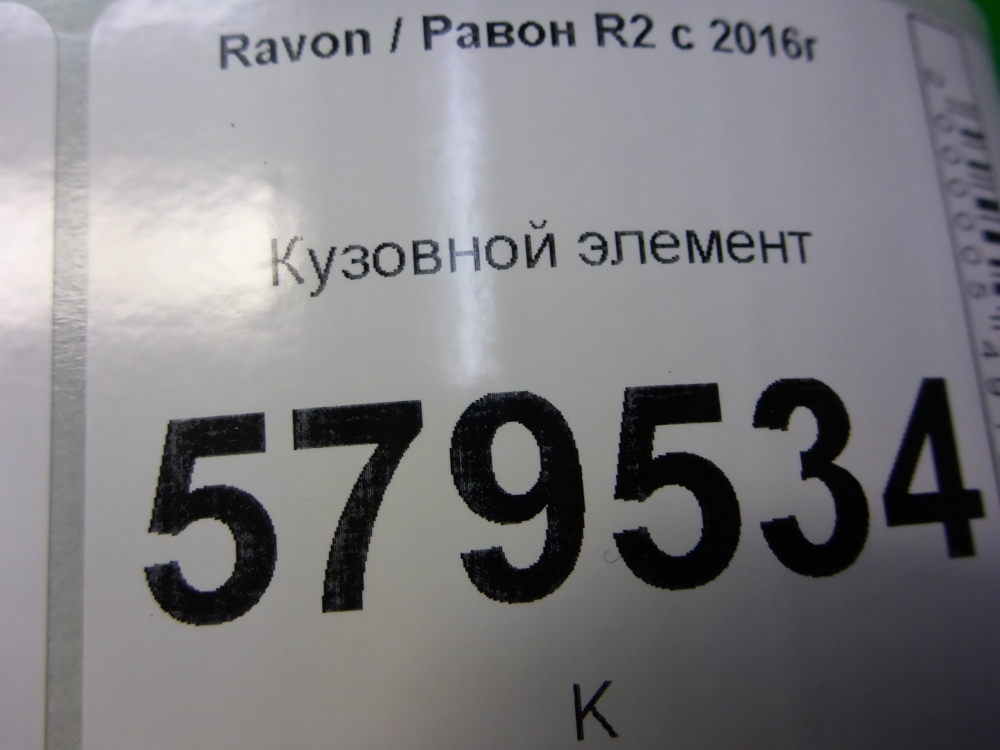 Ravon / Равон R2 с 2016г
Кузовной элемент
579534
К